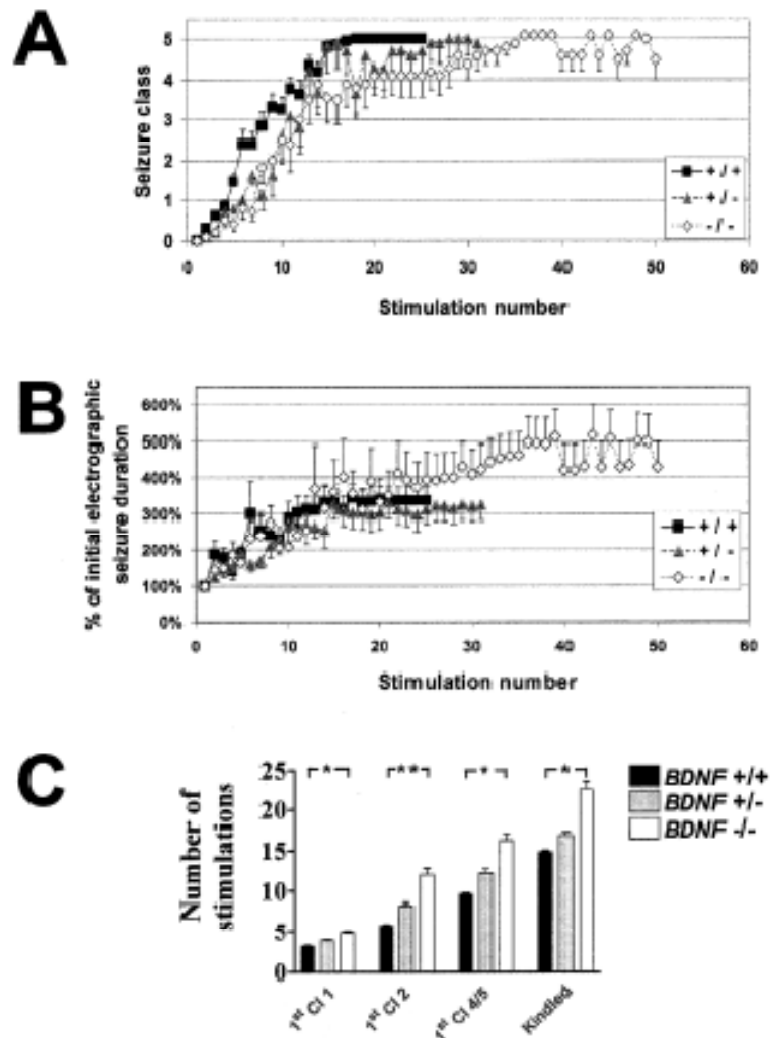 A
Seizure class
5
4
3
2
1
0
0 10 20 30 40 50 60
Stimulation number
+ / +
+ / -
- / -
B
% of initial electrographic
seizure duration
600%
500%
400%
300%
200%
100%
0%
0 10 20 30 40 50 60
Stimulation number
+ / +
+ / -
- / -
C
Number of
stimulations
25
20
15
10
5
0
* ** * *
1st Cl 1
1st Cl 2
1st Cl 4/5
Kindled
BDNF +/+
BDNF +/-
BDNF -/-